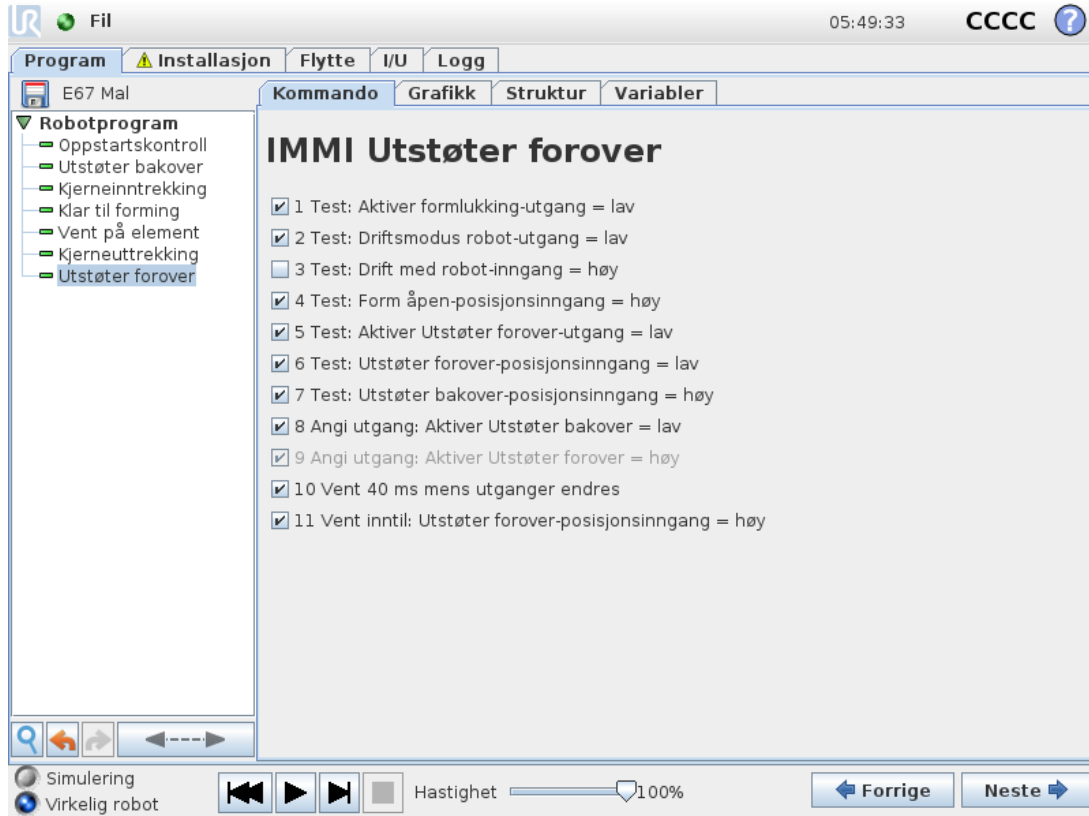 UR Fil 05:49:33 CCCC ?
Program Installasjon Flytte I/U Logg
E67 Mal Kommando Grafikk Struktur Variabler
Robotprogram
Oppstartskontroll
Utstøter bakover
Kjerneinntrekking
Klar til forming
Vent på element
Kjerneuttrekking
Utstøter forover
IMMI Utstøter forover
1 Test: Aktiver formlukking-utgang = lav
2 Test: Driftsmodus robot-utgang = lav
3 Test: Drift med robot-inngang = høy
4 Test: Form åpen-posisjonsinngang = høy
5 Test: Aktiver Utstøter forover-utgang = lav
6 Test: Utstøter forover-posisjonsinngang = lav
7 Test: Utstøter bakover-posisjonsinngang = høy
8 Angi utgang: Aktiver Utstøter bakover = lav
9 Angi utgang: Aktiver Utstøter forover = høy
10 Vent 40 ms mens utganger endres
11 Vent inntil: Utstøter forover-posisjonsinngang = høy
Simulering
Virkelig robot
Hastighet 100% Forrige Neste